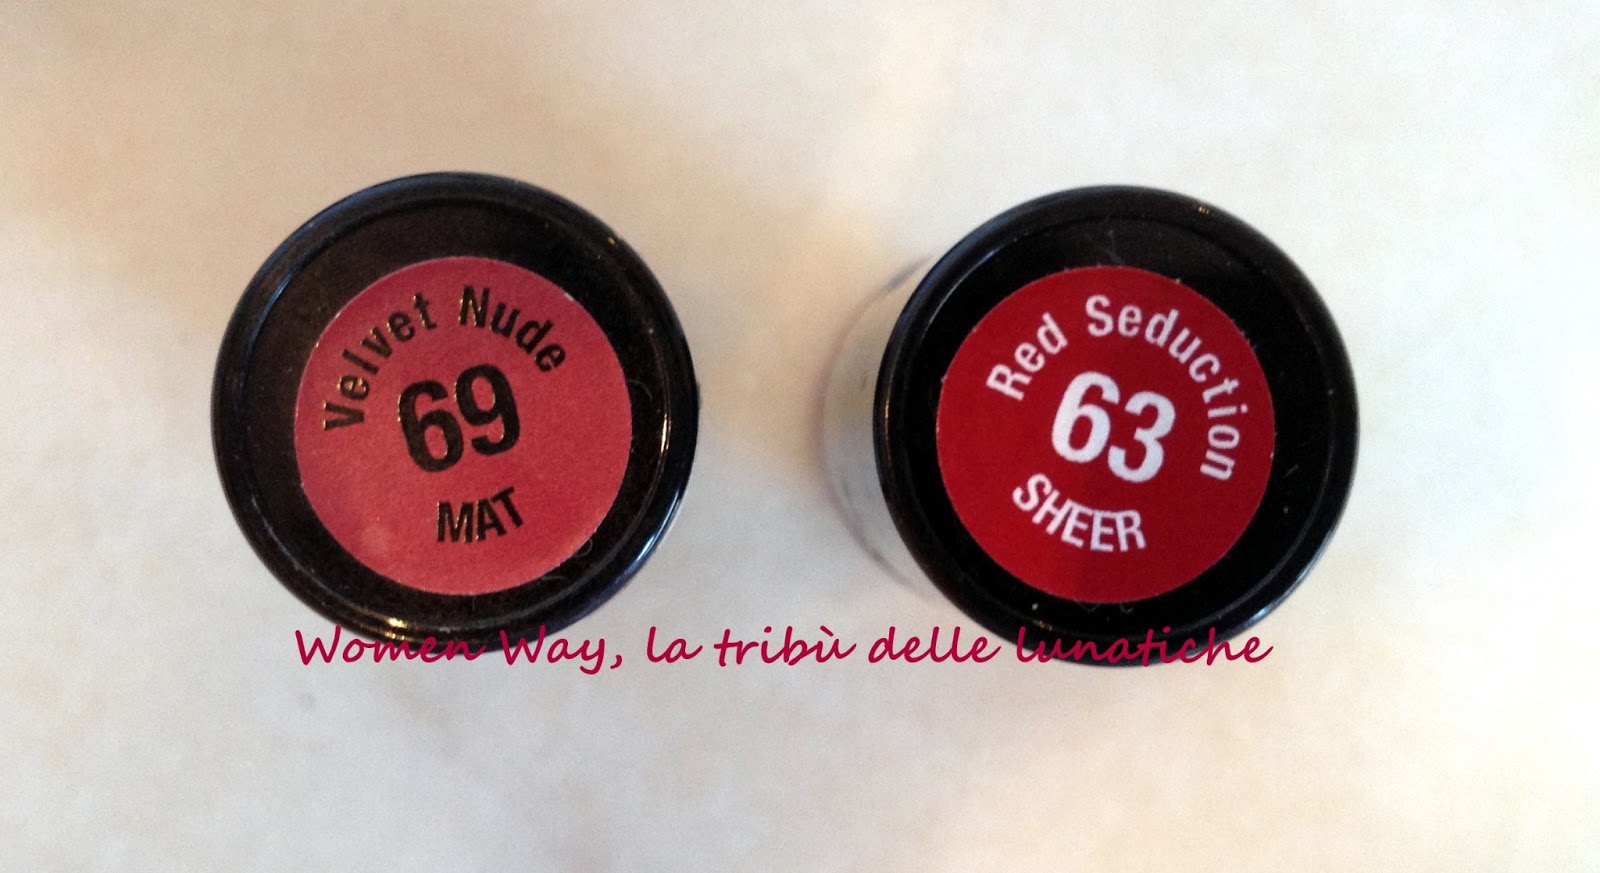 Velvet Nude
69
MAT
Red Seduction
63
SHEER
Women Way, la tribù delle lunatiche